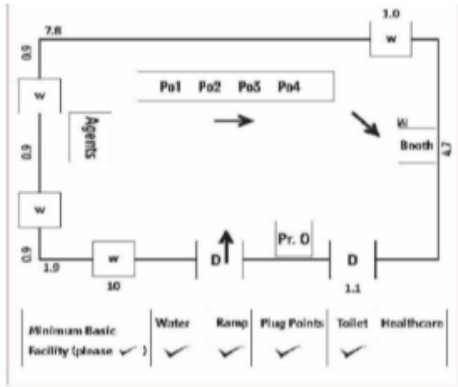 1.0
7.8
W
0.9
Po1 Po2 Po3 Po4
W
Agents
W
Booth
0.9
4.7
W
Pr. O
0.9
1.0
W
D
D
10
1.1
Minimum Basic
Facility (please ✓)
Water Ramp Plug Points Toilet Healthcare
✓ ✓ ✓ ✓